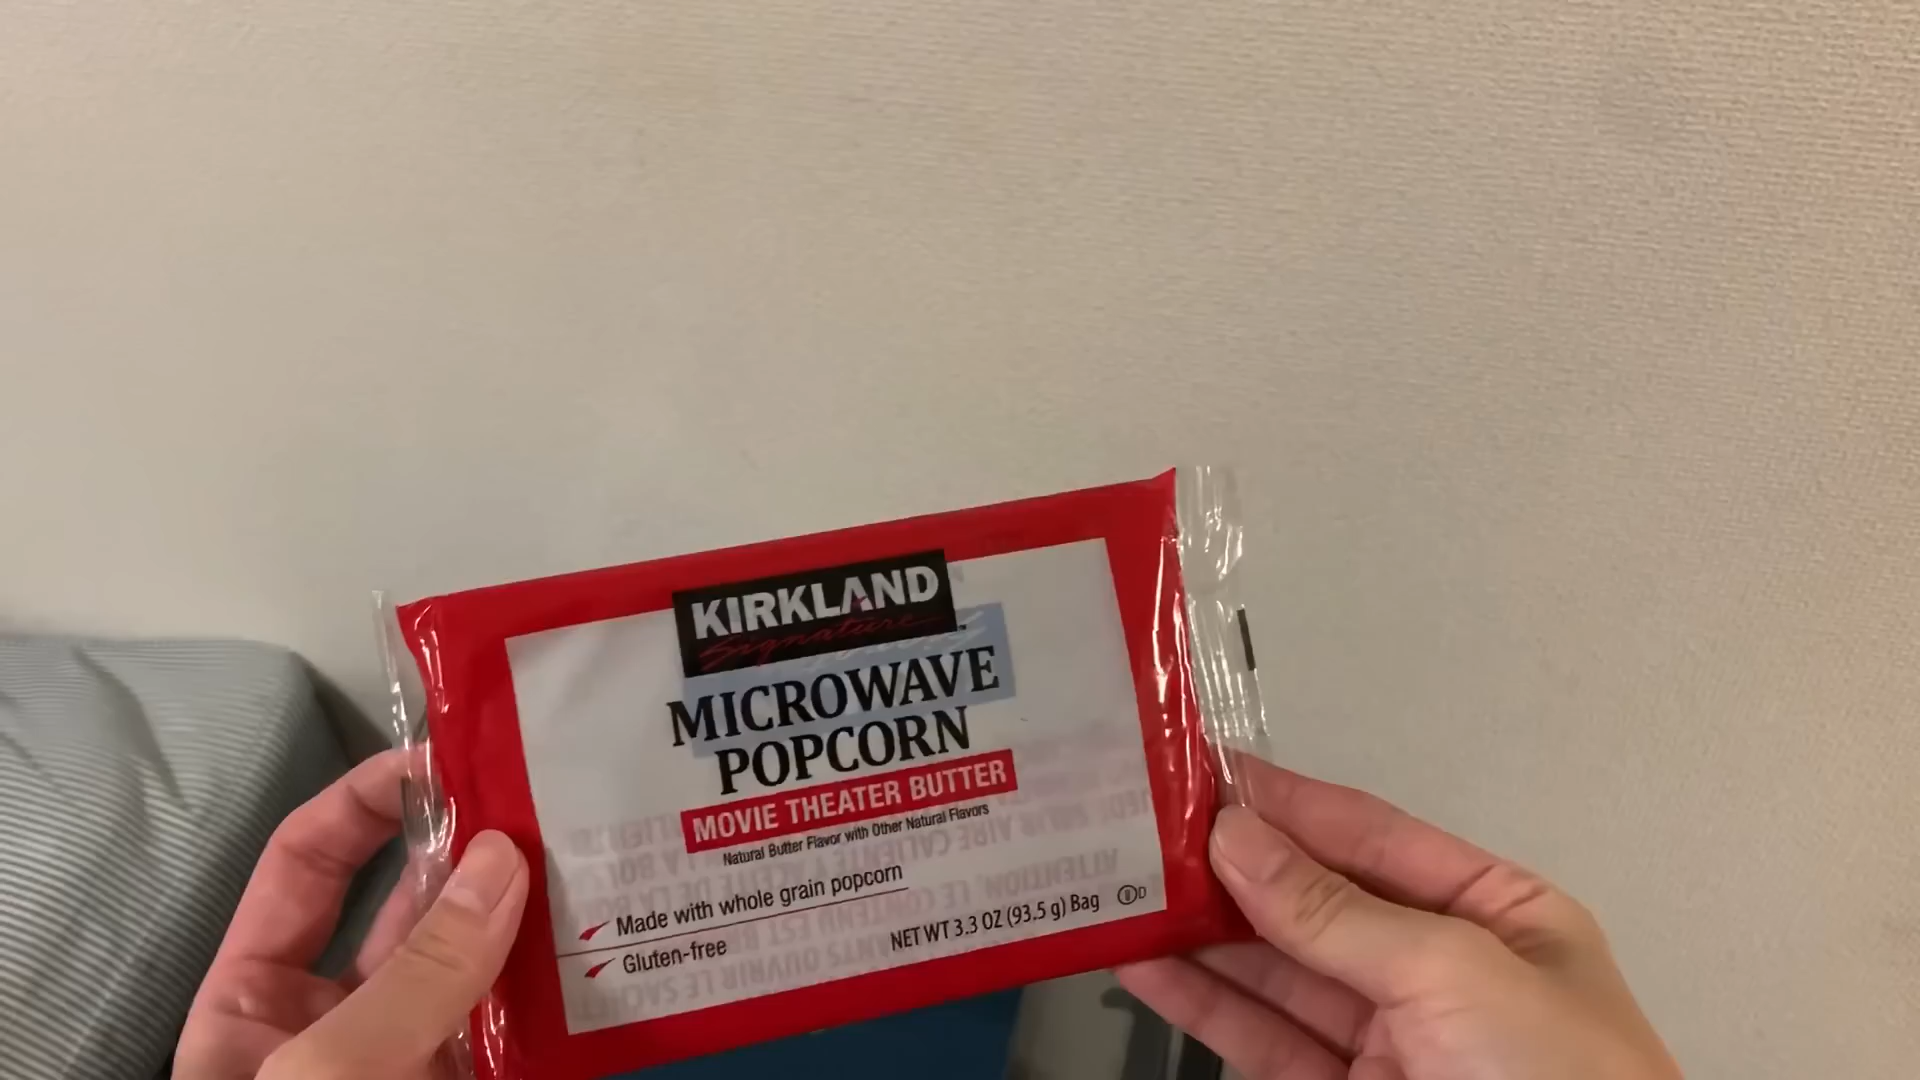 KIRKLAND
Signature™
MICROWAVE
POPCORN
MOVIE THEATER BUTTER
Natural Butter Flavor with Other Natural Flavors
Made with whole grain popcorn
Gluten-free
NET WT 3.3 OZ (93.5 g) Bag
Ⓤ D